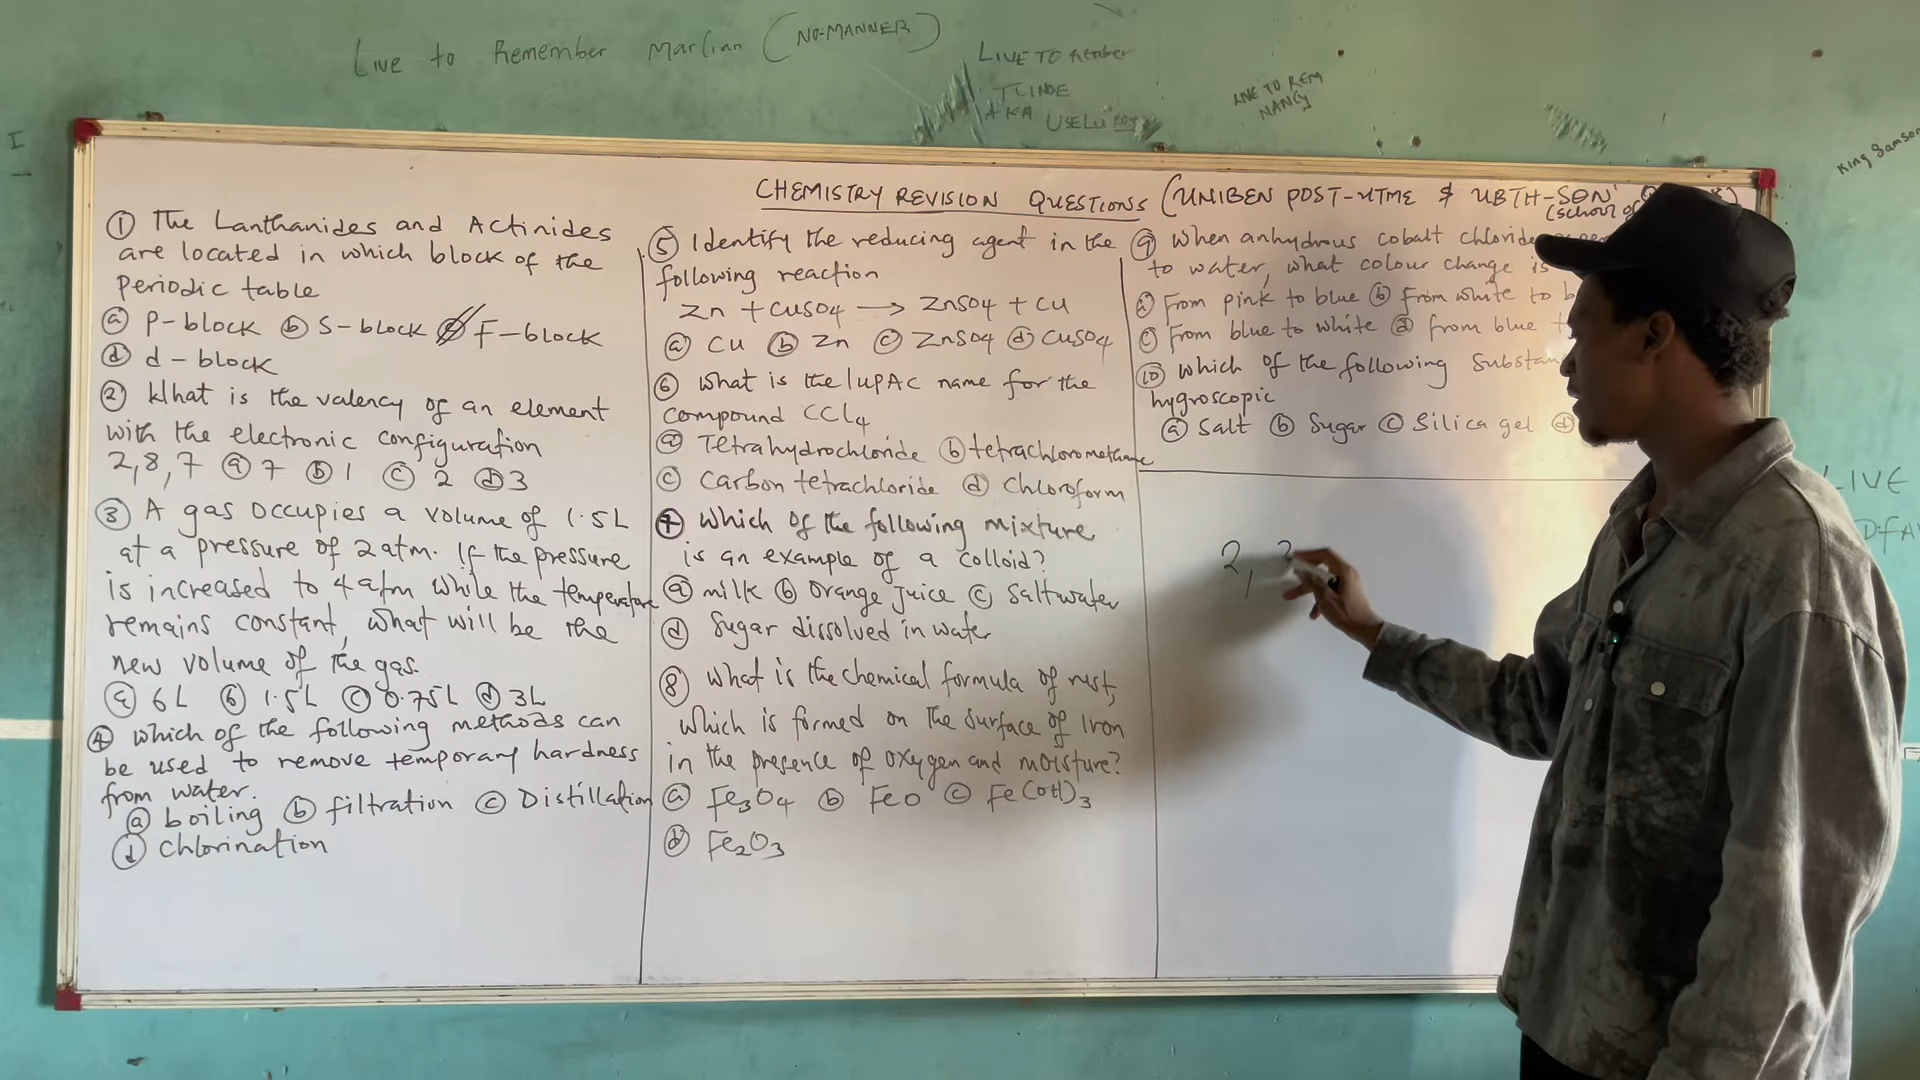 Live to Remember Marlian (NO-MANNER)
LIVE TO
LIVE TO REM
NANCY
King Samson
I
CHEMISTRY REVISION QUESTIONS (UNIBEN POST-UTME & UBTH-SON
(School of
① The Lanthanides and Actinides
are located in which block of the
periodic table
ⓐ P-block ⓑ S-block ⓒ F-block
ⓓ d-block
② What is the valency of an element
with the electronic configuration
2,8,7 ⓐ 7 ⓑ 1 ⓒ 2 ⓓ 3
③ A gas occupies a volume of 1.5L
at a pressure of 2atm. If the pressure
is increased to 4atm while the temperature
remains constant, what will be the
new volume of the gas.
ⓐ 6L ⓑ 1.5L ⓒ 0.75L ⓓ 3L
④ which of the following methods can
be used to remove temporary hardness
from water.
ⓐ boiling ⓑ filtration ⓒ Distillation
ⓓ Chlorination
⑤ Identify the reducing agent in the
following reaction
Zn + CuSO4 → ZnSO4 + Cu
ⓐ Cu ⓑ Zn ⓒ ZnSO4 ⓓ CuSO4
⑥ What is the IUPAC name for the
compound CCl4
ⓐ Tetrahydrochloride ⓑ tetrachloromethane
ⓒ Carbon tetrachloride ⓓ Chloroform
⑦ Which of the following mixture
is an example of a colloid?
ⓐ milk ⓑ Orange juice ⓒ Saltwater
ⓓ Sugar dissolved in water
⑧ What is the chemical formula of rust,
which is formed on the surface of iron
in the presence of oxygen and moisture?
ⓐ Fe3O4 ⓑ FeO ⓒ Fe(OH)3
ⓓ Fe2O3
⑨ When anhydrous cobalt chloride
to water, what colour change is
ⓐ From pink to blue ⓑ from white to b
ⓒ From blue to white ⓓ from blue t
⑩ Which of the following Substan
hygroscopic
ⓐ Salt ⓑ Sugar ⓒ Silica gel ⓓ
2,
LIVE